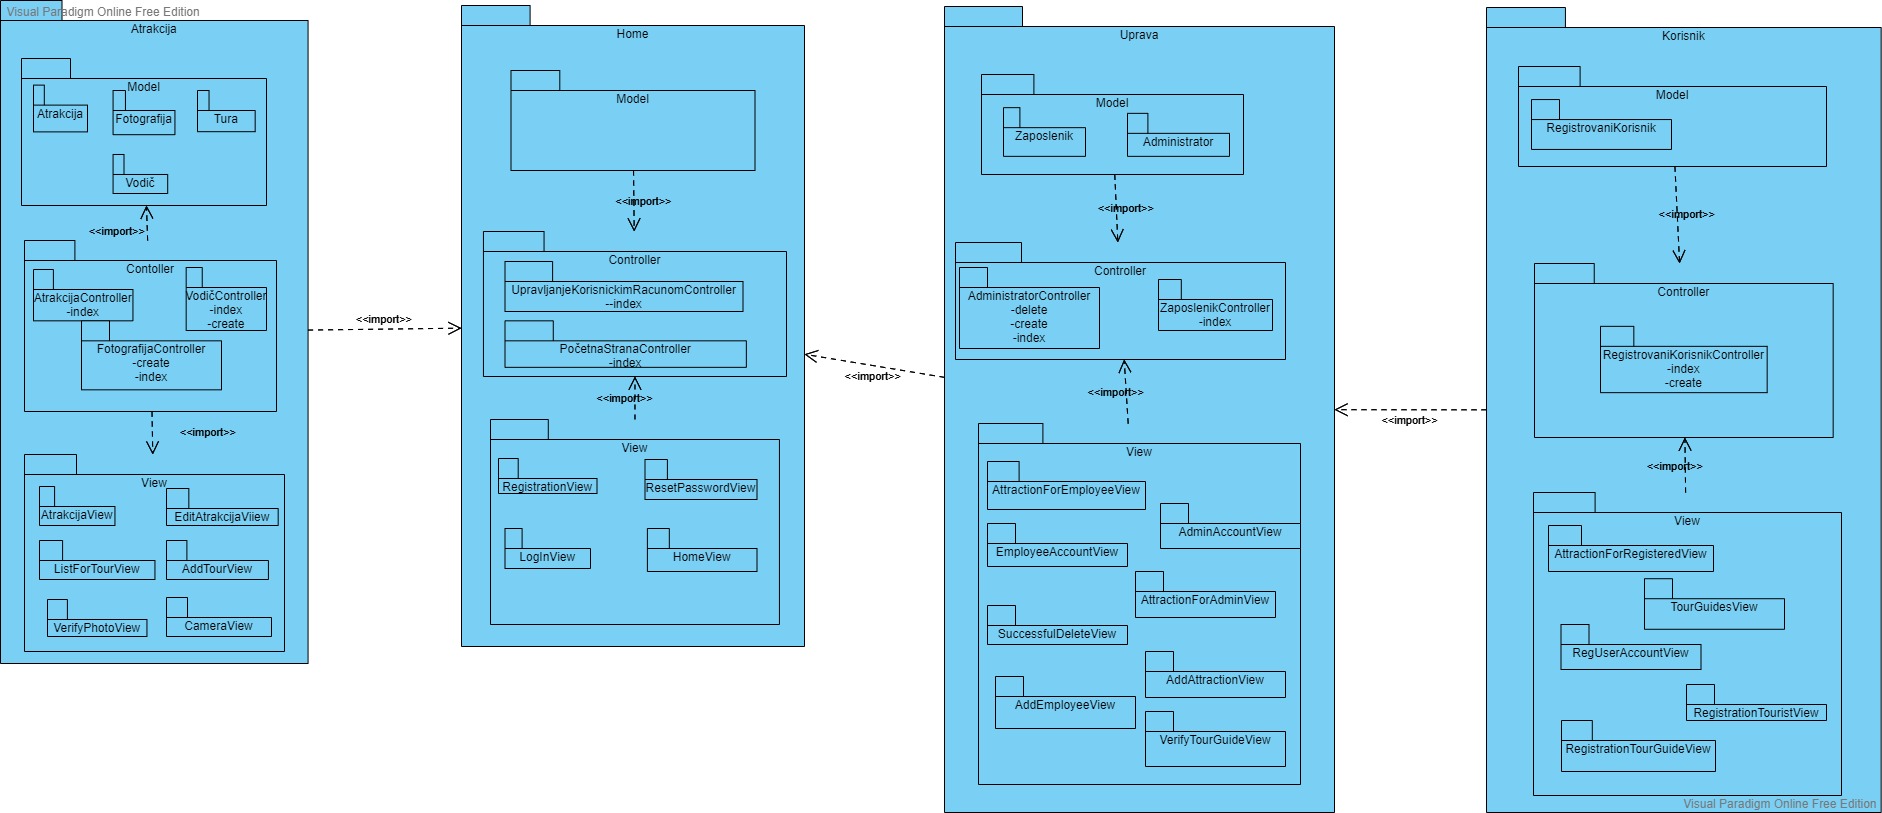 Visual Paradigm Online Free Edition
Atrakcija
Model
Atrakcija
Fotografija
Tura
Vodič
<<import>>
Contoller
AtrakcijaController
-index
VodičController
-index
-create
FotografijaController
-create
-index
<<import>>
View
AtrakcijaView
EditAtrakcijaViiew
ListForTourView
AddTourView
VerifyPhotoView
CameraView
<<import>>
Home
Model
<<import>>
Controller
UpravljanjeKorisnickimRacunomController
--index
PočetnaStranaController
-index
<<import>>
View
RegistrationView
ResetPasswordView
LogInView
HomeView
<<import>>
Uprava
Model
Zaposlenik
Administrator
<<import>>
Controller
AdministratorController
-delete
-create
-index
ZaposlenikController
-index
<<import>>
View
AttractionForEmployeeView
AdminAccountView
EmployeeAccountView
AttractionForAdminView
SuccessfulDeleteView
AddAttractionView
AddEmployeeView
VerifyTourGuideView
<<import>>
Korisnik
Model
RegistrovaniKorisnik
<<import>>
Controller
RegistrovaniKorisnikController
-index
-create
<<import>>
View
AttractionForRegisteredView
TourGuidesView
RegUserAccountView
RegistrationTouristView
RegistrationTourGuideView
Visual Paradigm Online Free Edition